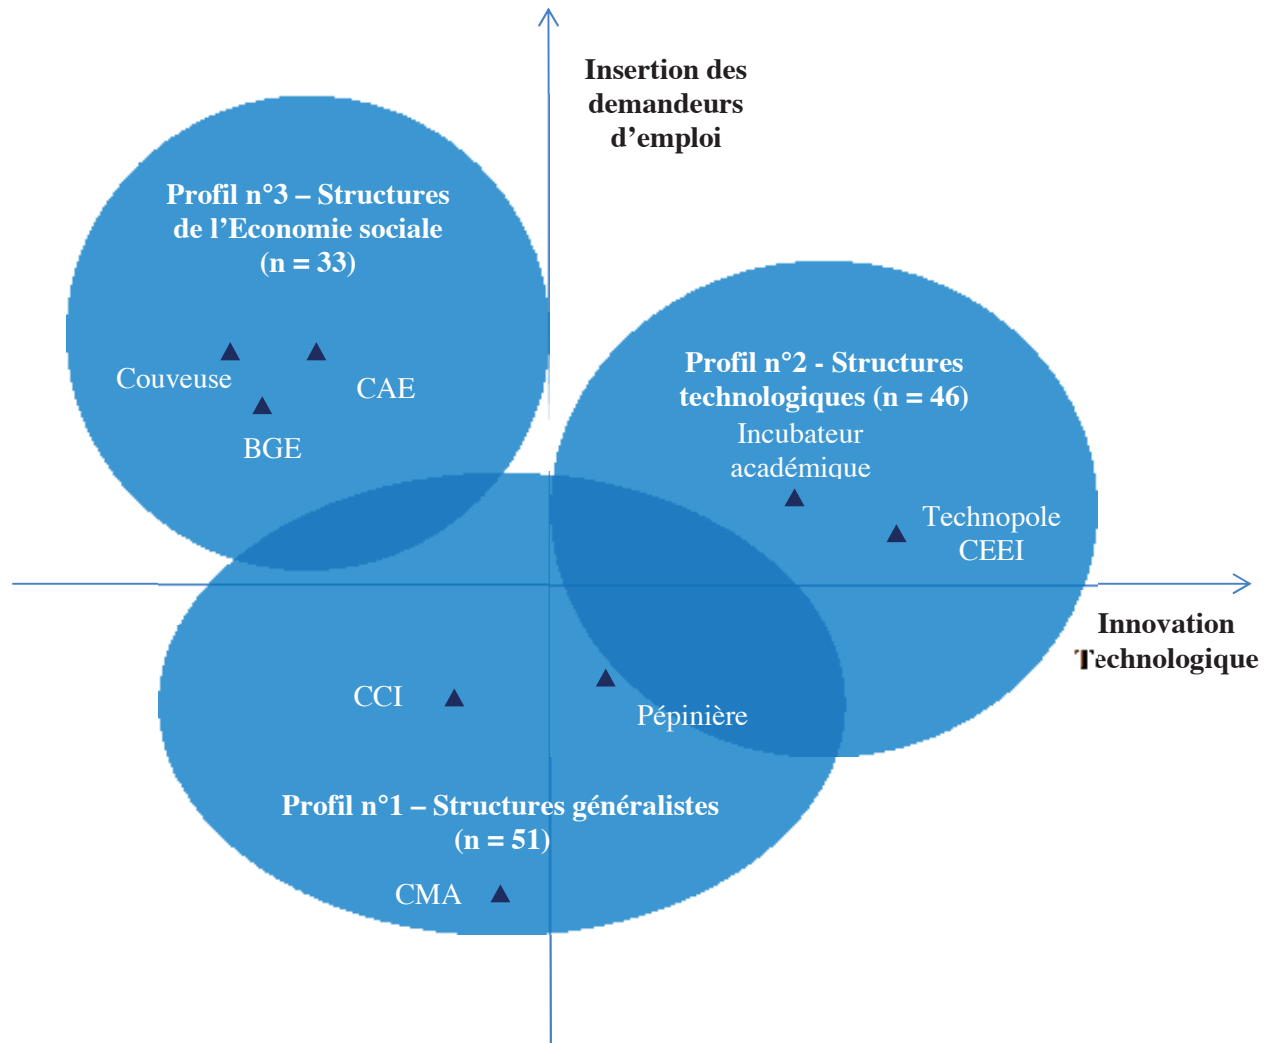 Insertion des
demandeurs
d’emploi
Profil n°3 – Structures
de l’Economie sociale
(n = 33)
Couveuse
CAE
BGE
Profil n°2 - Structures
technologiques (n = 46)
Incubateur
académique
Technopole
CEEI
Innovation
Technologique
CCI
Pépinière
Profil n°1 – Structures généralistes
(n = 51)
CMA